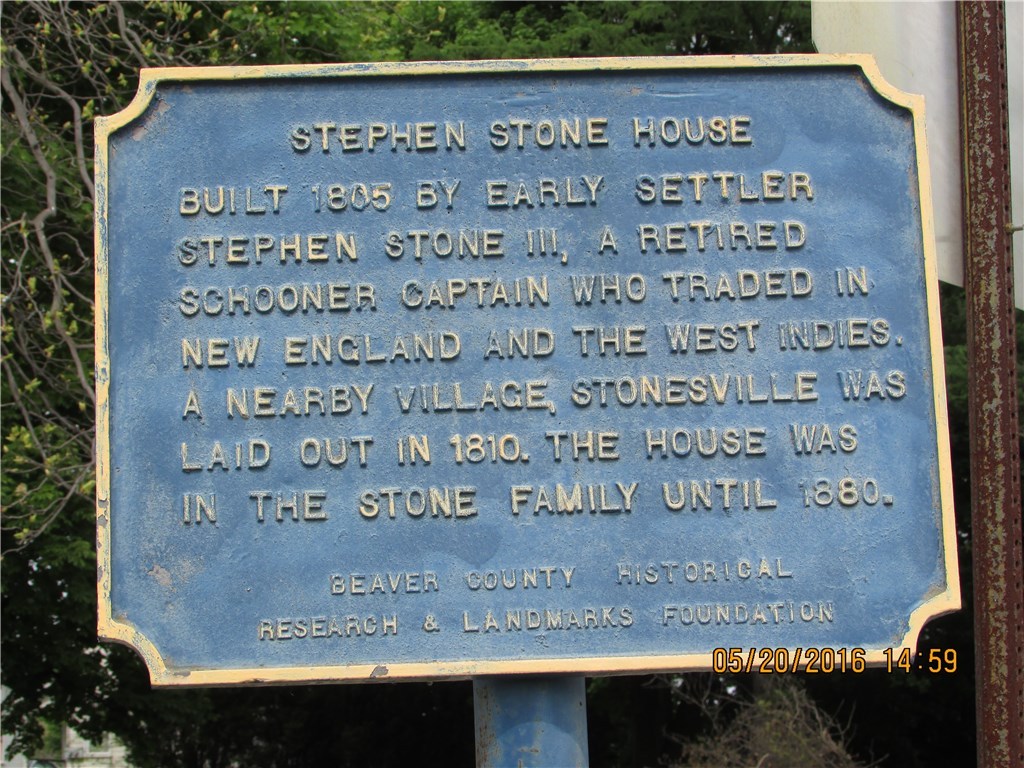 STEPHEN STONE HOUSE
BUILT 1805 BY EARLY SETTLER
STEPHEN STONE III, A RETIRED
SCHOONER CAPTAIN WHO TRADED IN
NEW ENGLAND AND THE WEST INDIES.
A NEARBY VILLAGE, STONESVILLE WAS
LAID OUT IN 1810. THE HOUSE WAS
IN THE STONE FAMILY UNTIL 1880.
BEAVER COUNTY HISTORICAL
RESEARCH & LANDMARKS FOUNDATION
05/20/2016 14:59